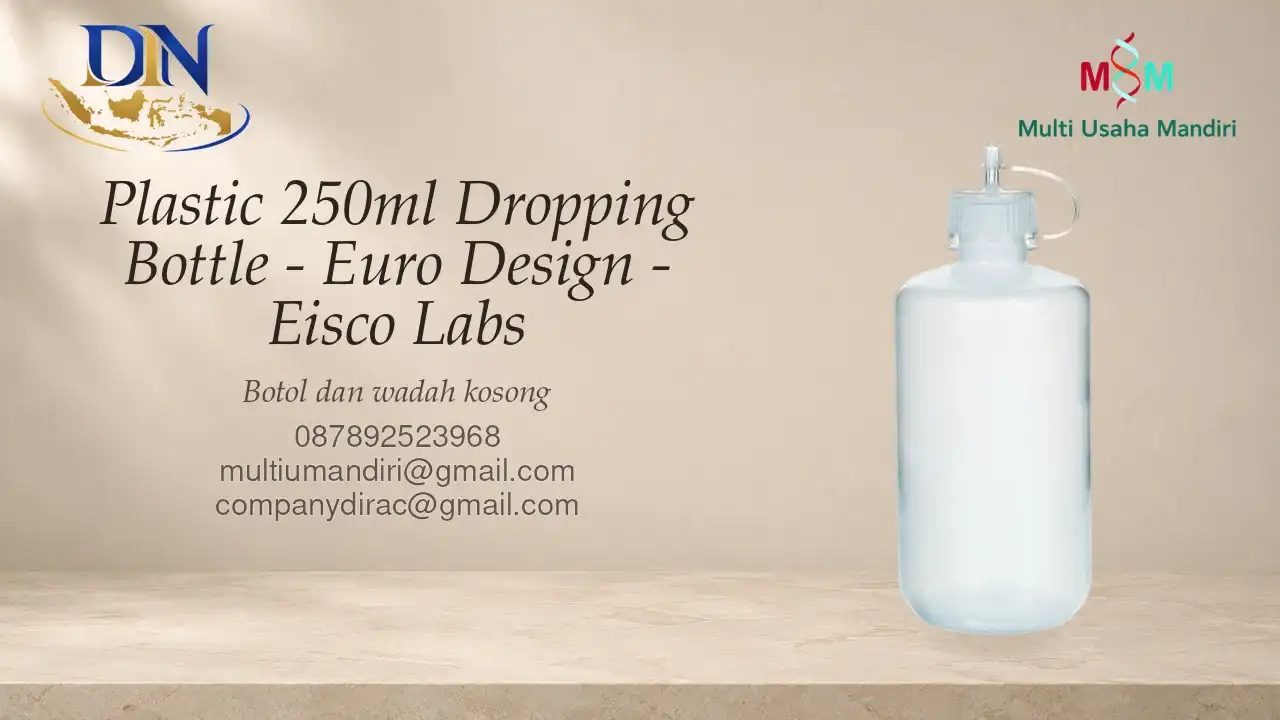 DN
M M
Multi Usaha Mandiri
Plastic 250ml Dropping
Bottle - Euro Design -
Eisco Labs
Botol dan wadah kosong
087892523968
multiumandiri@gmail.com
companydirac@gmail.com